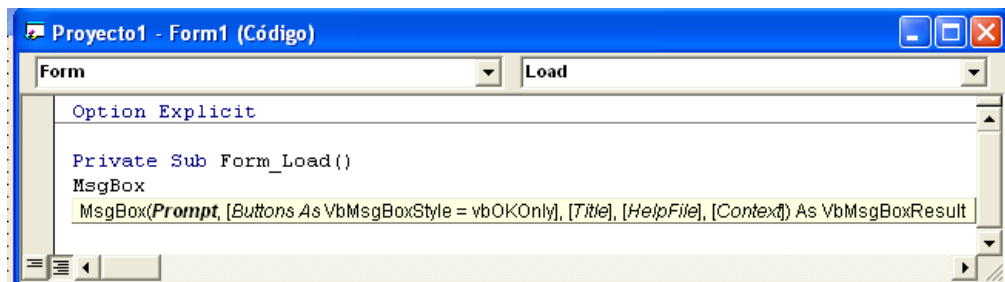 Proyecto1 - Form1 (Código)
Form Load
Option Explicit
Private Sub Form_Load()
MsgBox
MsgBox(Prompt, [Buttons As VbMsgBoxStyle = vbOKOnly], [Title], [HelpFile], [Context]) As VbMsgBoxResult